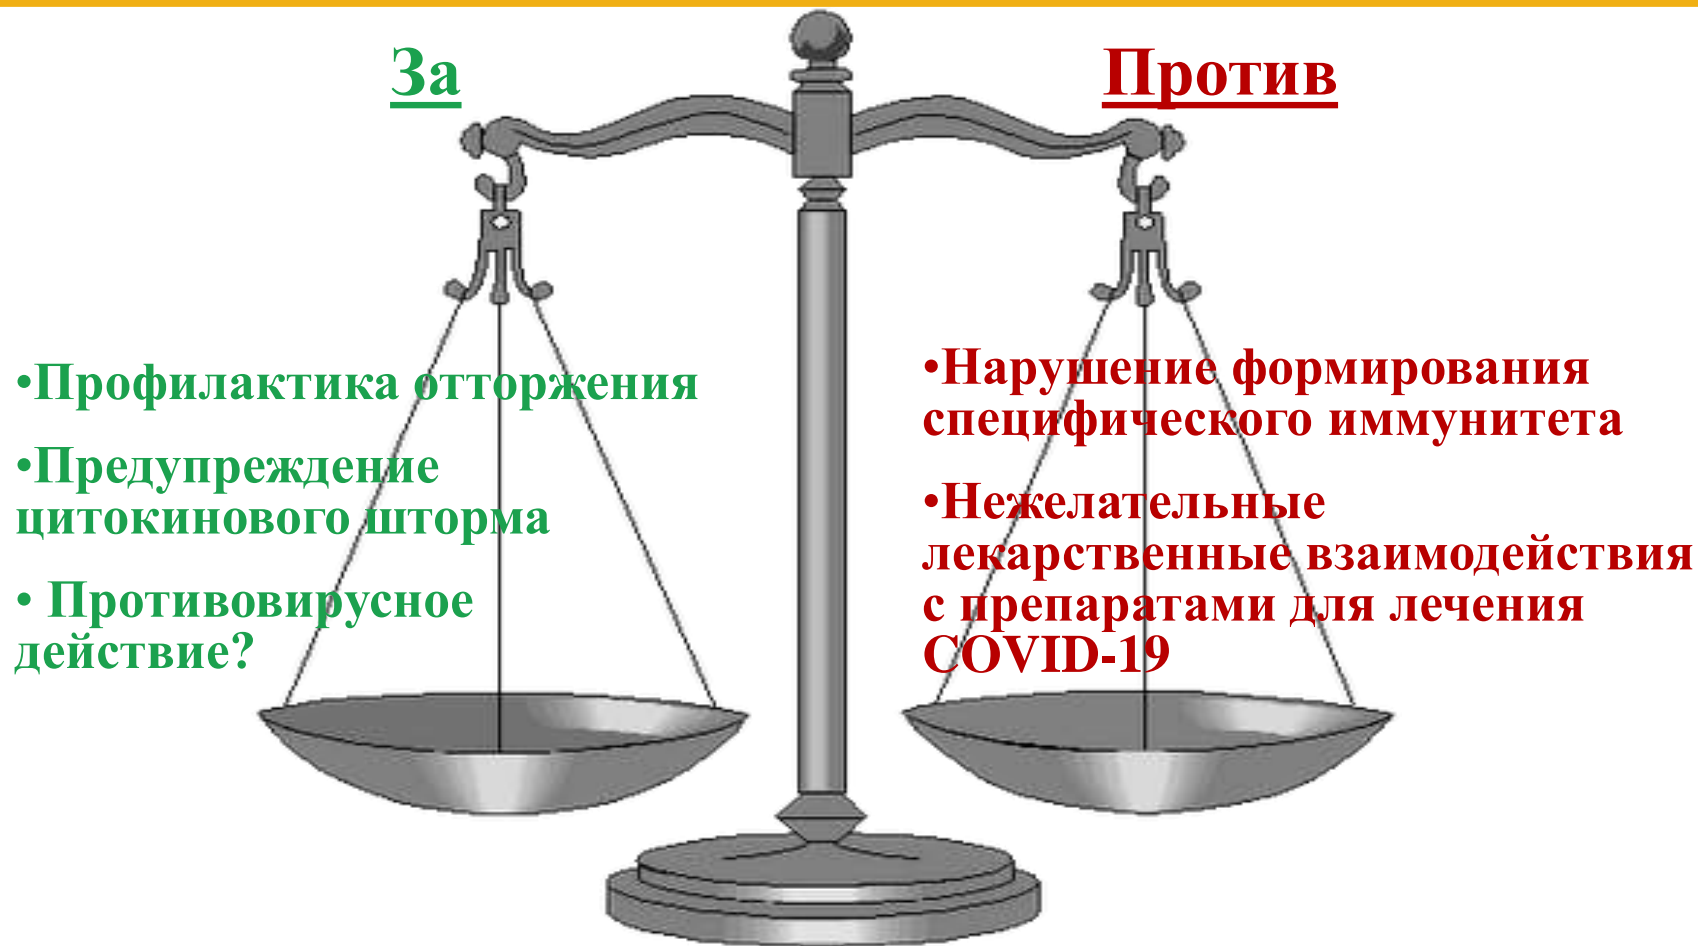 За
Против
•Профилактика отторжения
•Предупреждение
цитокинового шторма
• Противовирусное
действие?
•Нарушение формирования
специфического иммунитета
•Нежелательные
лекарственные взаимодействия
с препаратами для лечения
COVID-19